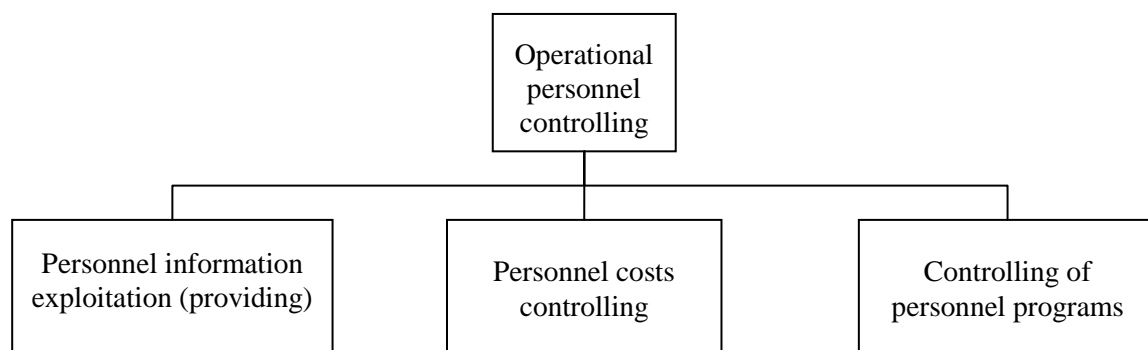 Operational
personnel
controlling
Personnel information
exploitation (providing)
Personnel costs
controlling
Controlling of
personnel programs